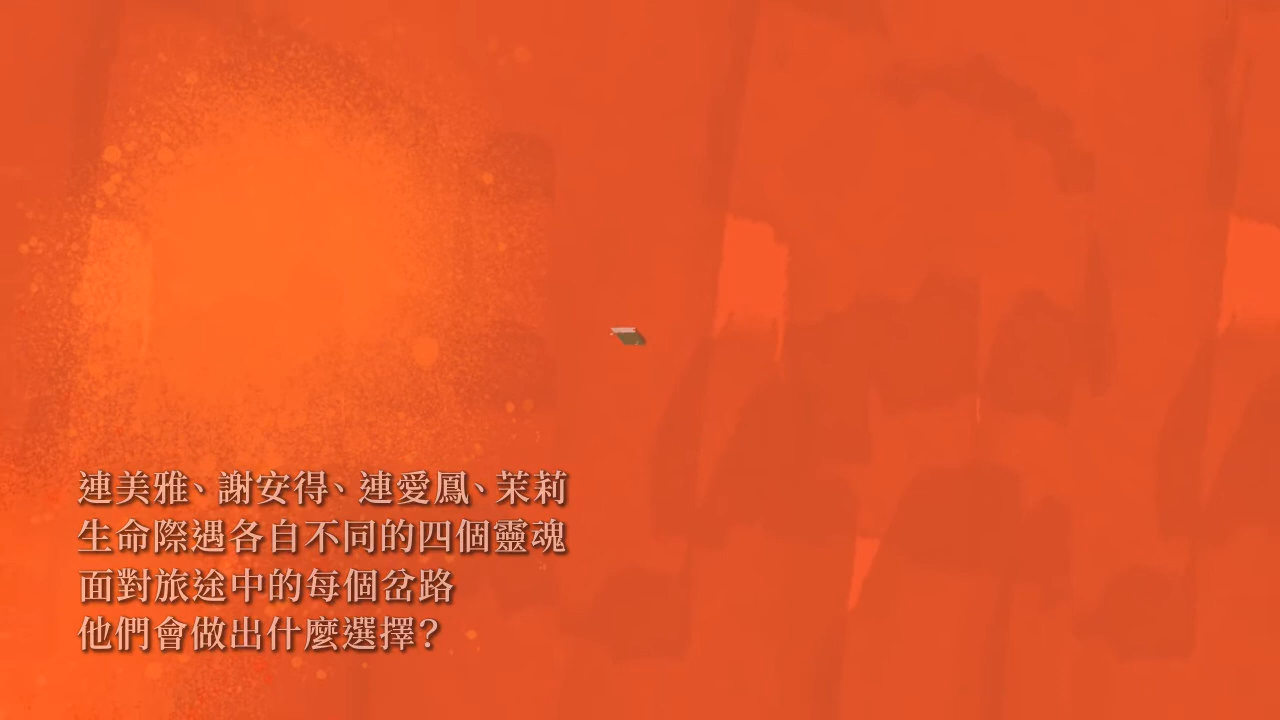 連美雅、謝安得、連愛鳳、茉莉
生命際遇各自不同的四個靈魂
面對旅途中的每個岔路
他們會做出什麼選擇？